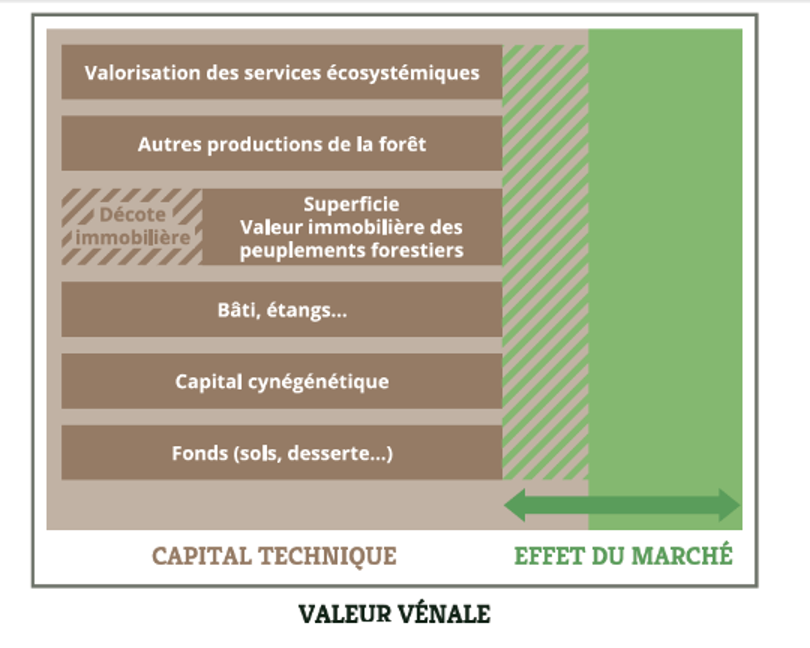 Valorisation des services écosystémiques
Autres productions de la forêt
Décote
immobilière
Superficie
Valeur immobilière des
peuplements forestiers
Bâti, étangs...
Capital cynégénétique
Fonds (sols, desserte...)
CAPITAL TECHNIQUE
EFFET DU MARCHÉ
VALEUR VÉNALE